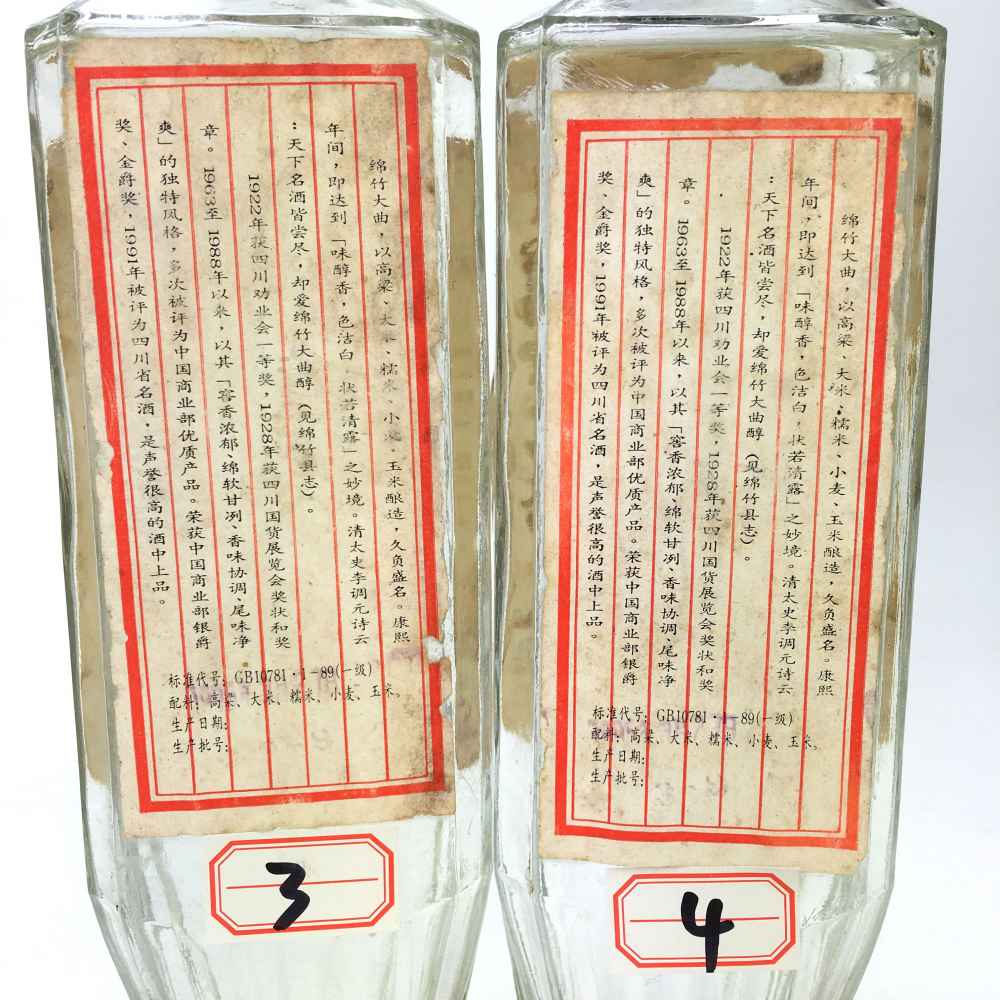 绵竹大曲，以高梁、大米、糯米、小麦、玉米酿造，久负盛名。康熙
年间，即达到「味醇香，色洁白，状若清露」之妙境。清太史李调元诗云
：天下名酒皆尝尽，却爱绵竹大曲醇（见绵竹县志）。
1922年获四川劝业会一等奖，1928年获四川国货展览会奖状和奖
章。1963至1988年以来，以其「窖香浓郁、绵软甘冽、香味协调、尾味净
爽」的独特风格，多次被评为中国商业部优质产品。荣获中国商业部银爵
奖、金爵奖，1991年被评为四川省名酒，是声誉很高的酒中上品。
标准代号：GB10781·1-89(一级)
配料：高梁、大米、糯米、小麦、玉米。
生产日期：
生产批号：
3
绵竹大曲，以高梁、大米、糯米、小麦、玉米酿造，久负盛名。康熙
年间，即达到「味醇香，色洁白，状若清露」之妙境。清太史李调元诗云
：天下名酒皆尝尽，却爱绵竹大曲醇（见绵竹县志）。
1922年获四川劝业会一等奖，1928年获四川国货展览会奖状和奖
章。1963至1988年以来，以其「窖香浓郁、绵软甘冽、香味协调、尾味净
爽」的独特风格，多次被评为中国商业部优质产品。荣获中国商业部银爵
奖、金爵奖，1991年被评为四川省名酒，是声誉很高的酒中上品。
标准代号：GB10781·1-89(一级)
配料：高梁、大米、糯米、小麦、玉米。
生产日期：
生产批号：
4